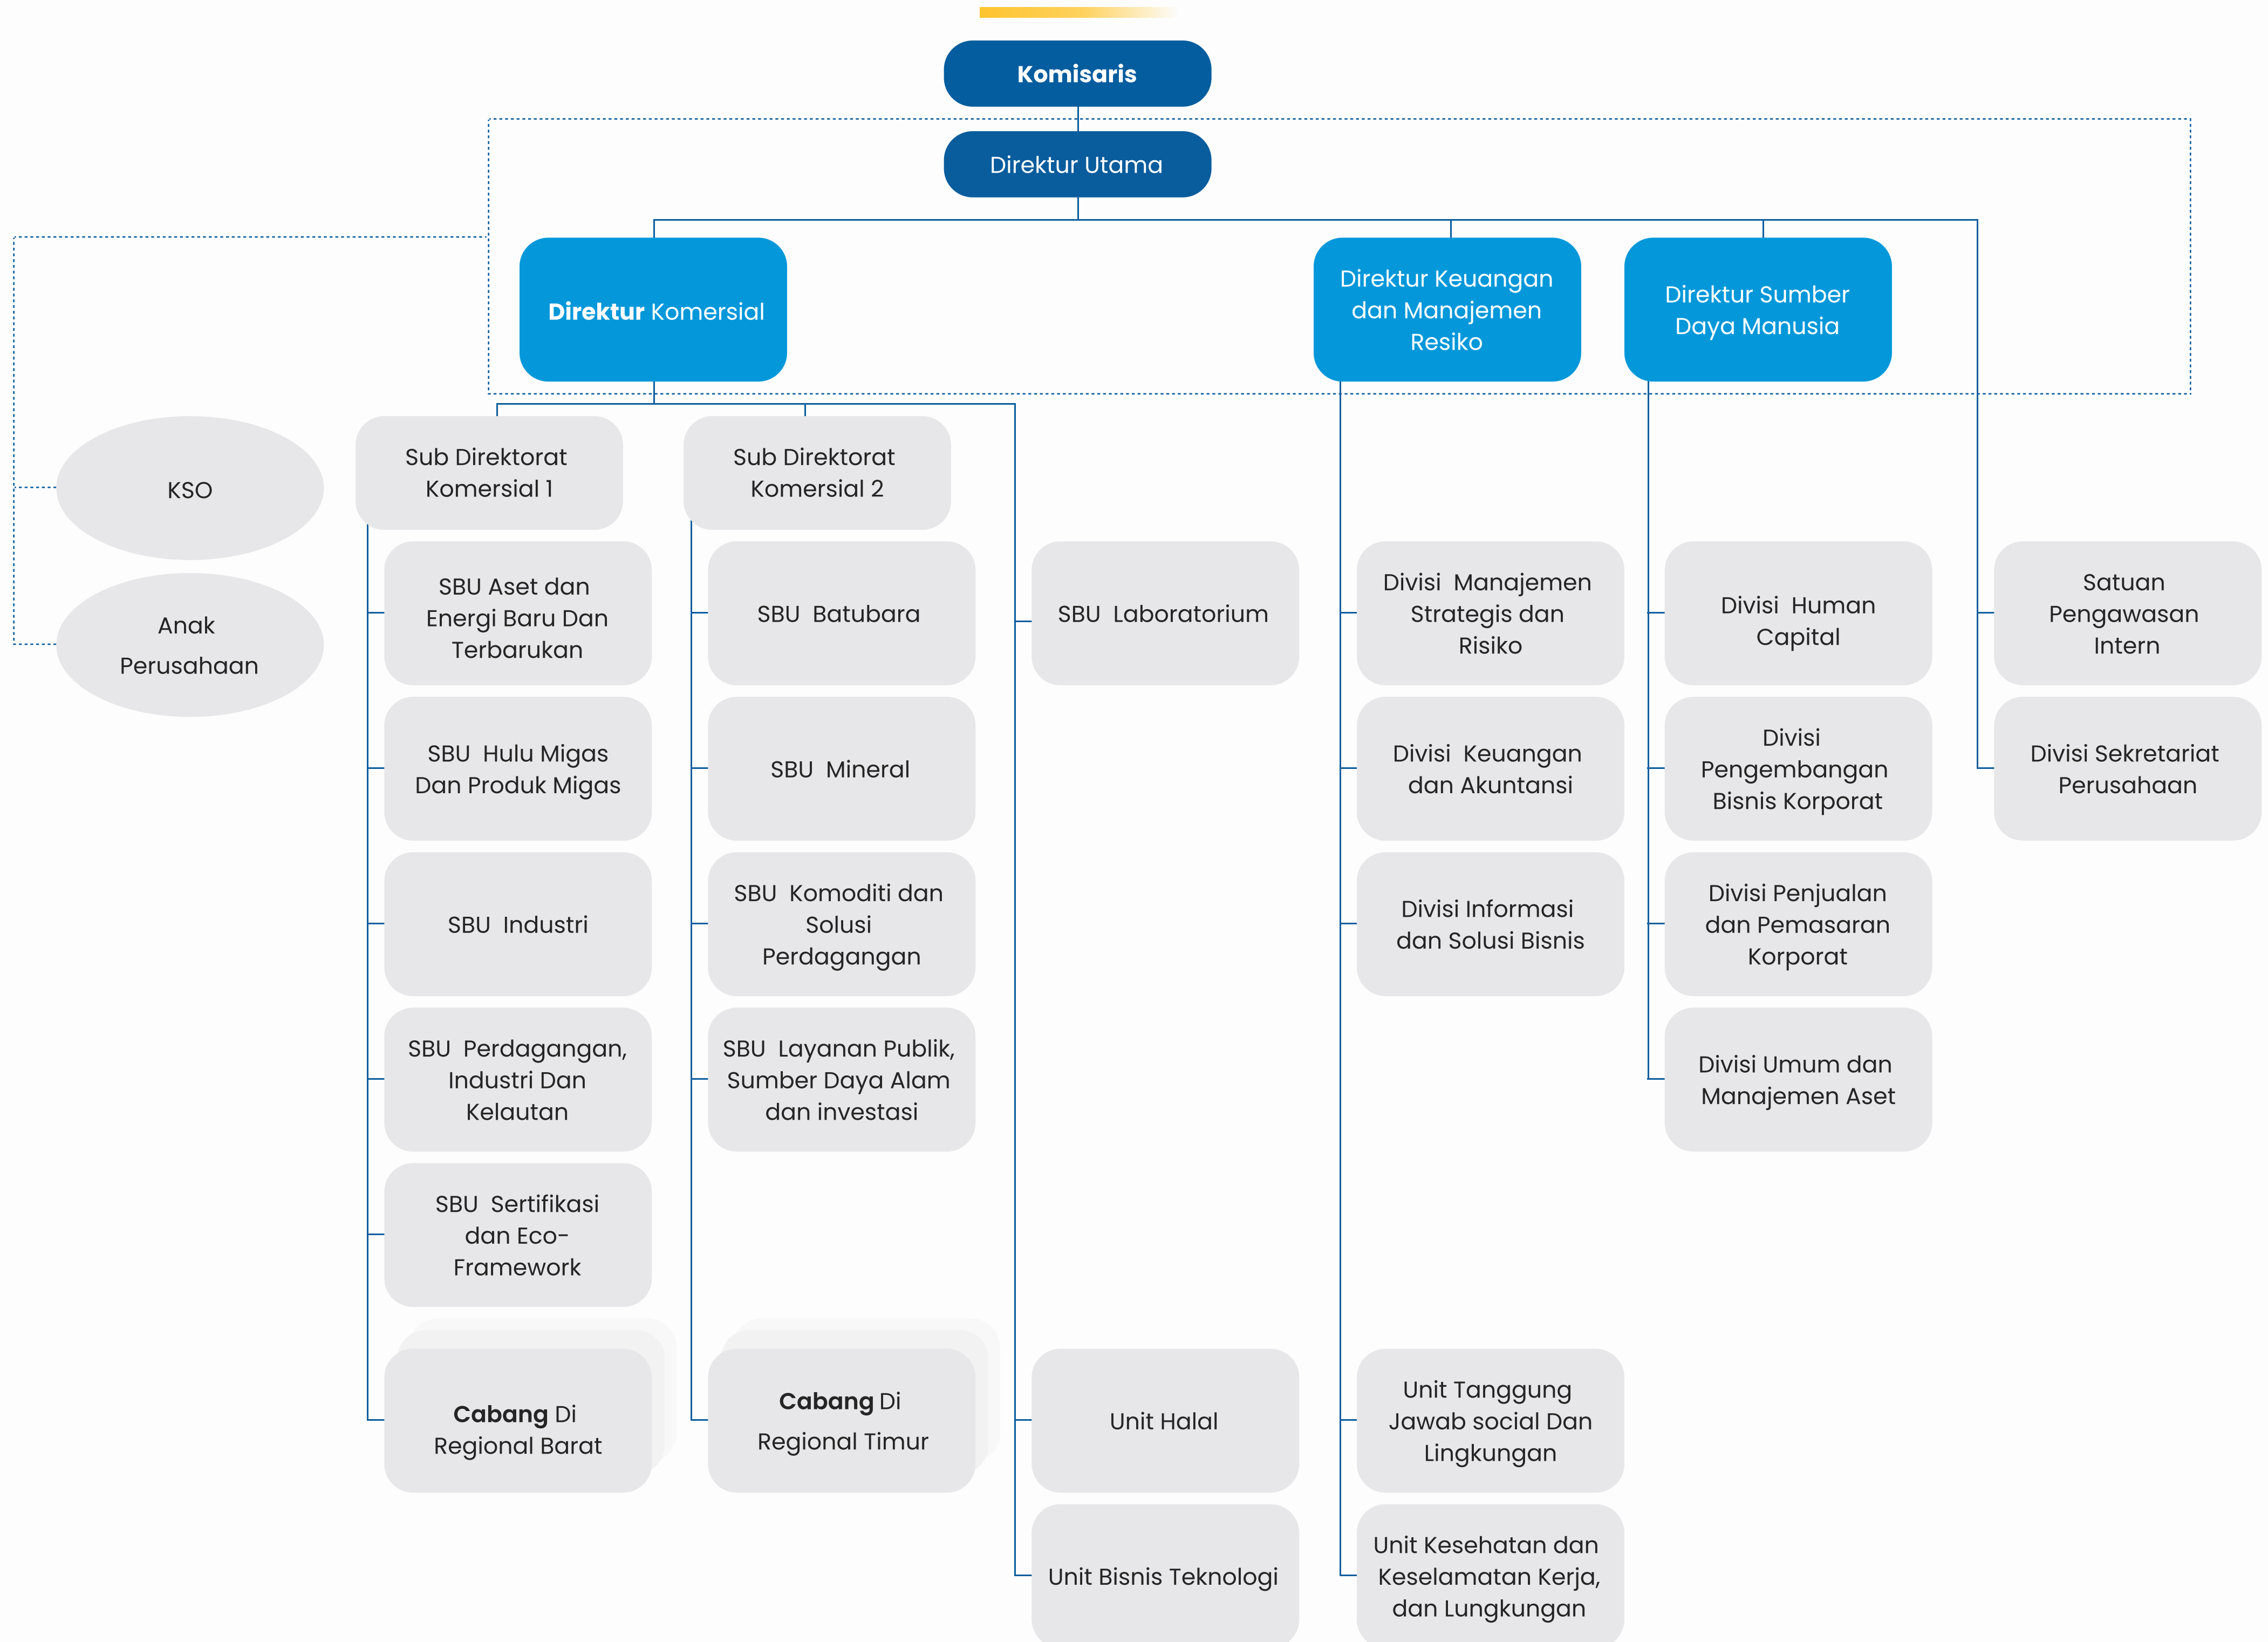 Komisaris
Direktur Utama
Direktur Komersial
Direktur Keuangan
dan Manajemen
Resiko
Direktur Sumber
Daya Manusia
KSO
Anak
Perusahaan
Sub Direktorat
Komersial 1
SBU Aset dan
Energi Baru Dan
Terbarukan
SBU Hulu Migas
Dan Produk Migas
SBU Industri
SBU Perdagangan,
Industri Dan
Kelautan
SBU Sertifikasi
dan Eco-
Framework
Cabang Di
Regional Barat
Sub Direktorat
Komersial 2
SBU Batubara
SBU Mineral
SBU Komoditi dan
Solusi
Perdagangan
SBU Layanan Publik,
Sumber Daya Alam
dan investasi
Cabang Di
Regional Timur
SBU Laboratorium
Unit Halal
Unit Bisnis Teknologi
Divisi Manajemen
Strategis dan
Risiko
Divisi Keuangan
dan Akuntansi
Divisi Informasi
dan Solusi Bisnis
Unit Tanggung
Jawab social Dan
Lingkungan
Unit Kesehatan dan
Keselamatan Kerja,
dan Lungkungan
Divisi Human
Capital
Divisi
Pengembangan
Bisnis Korporat
Divisi Penjualan
dan Pemasaran
Korporat
Divisi Umum dan
Manajemen Aset
Satuan
Pengawasan
Intern
Divisi Sekretariat
Perusahaan